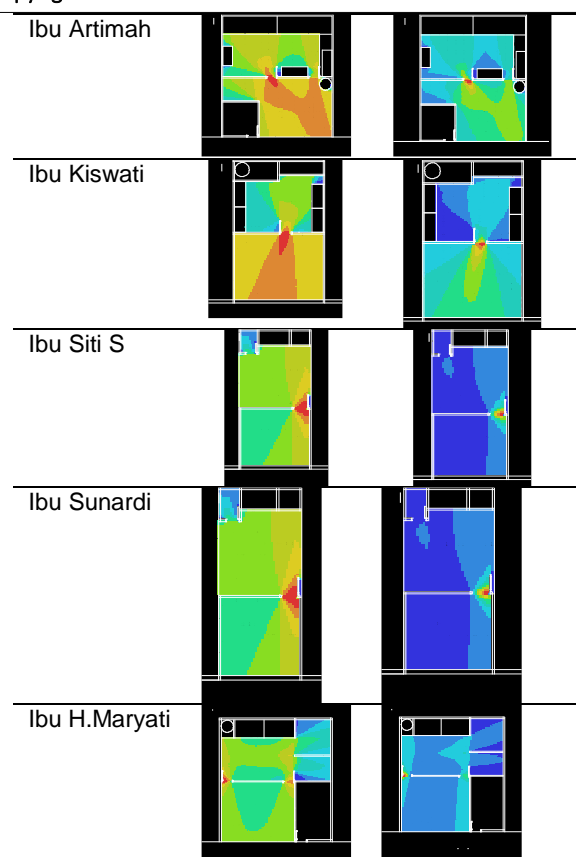 Ibu Artimah
Ibu Kiswati
Ibu Siti S
Ibu Sunardi
Ibu H.Maryati